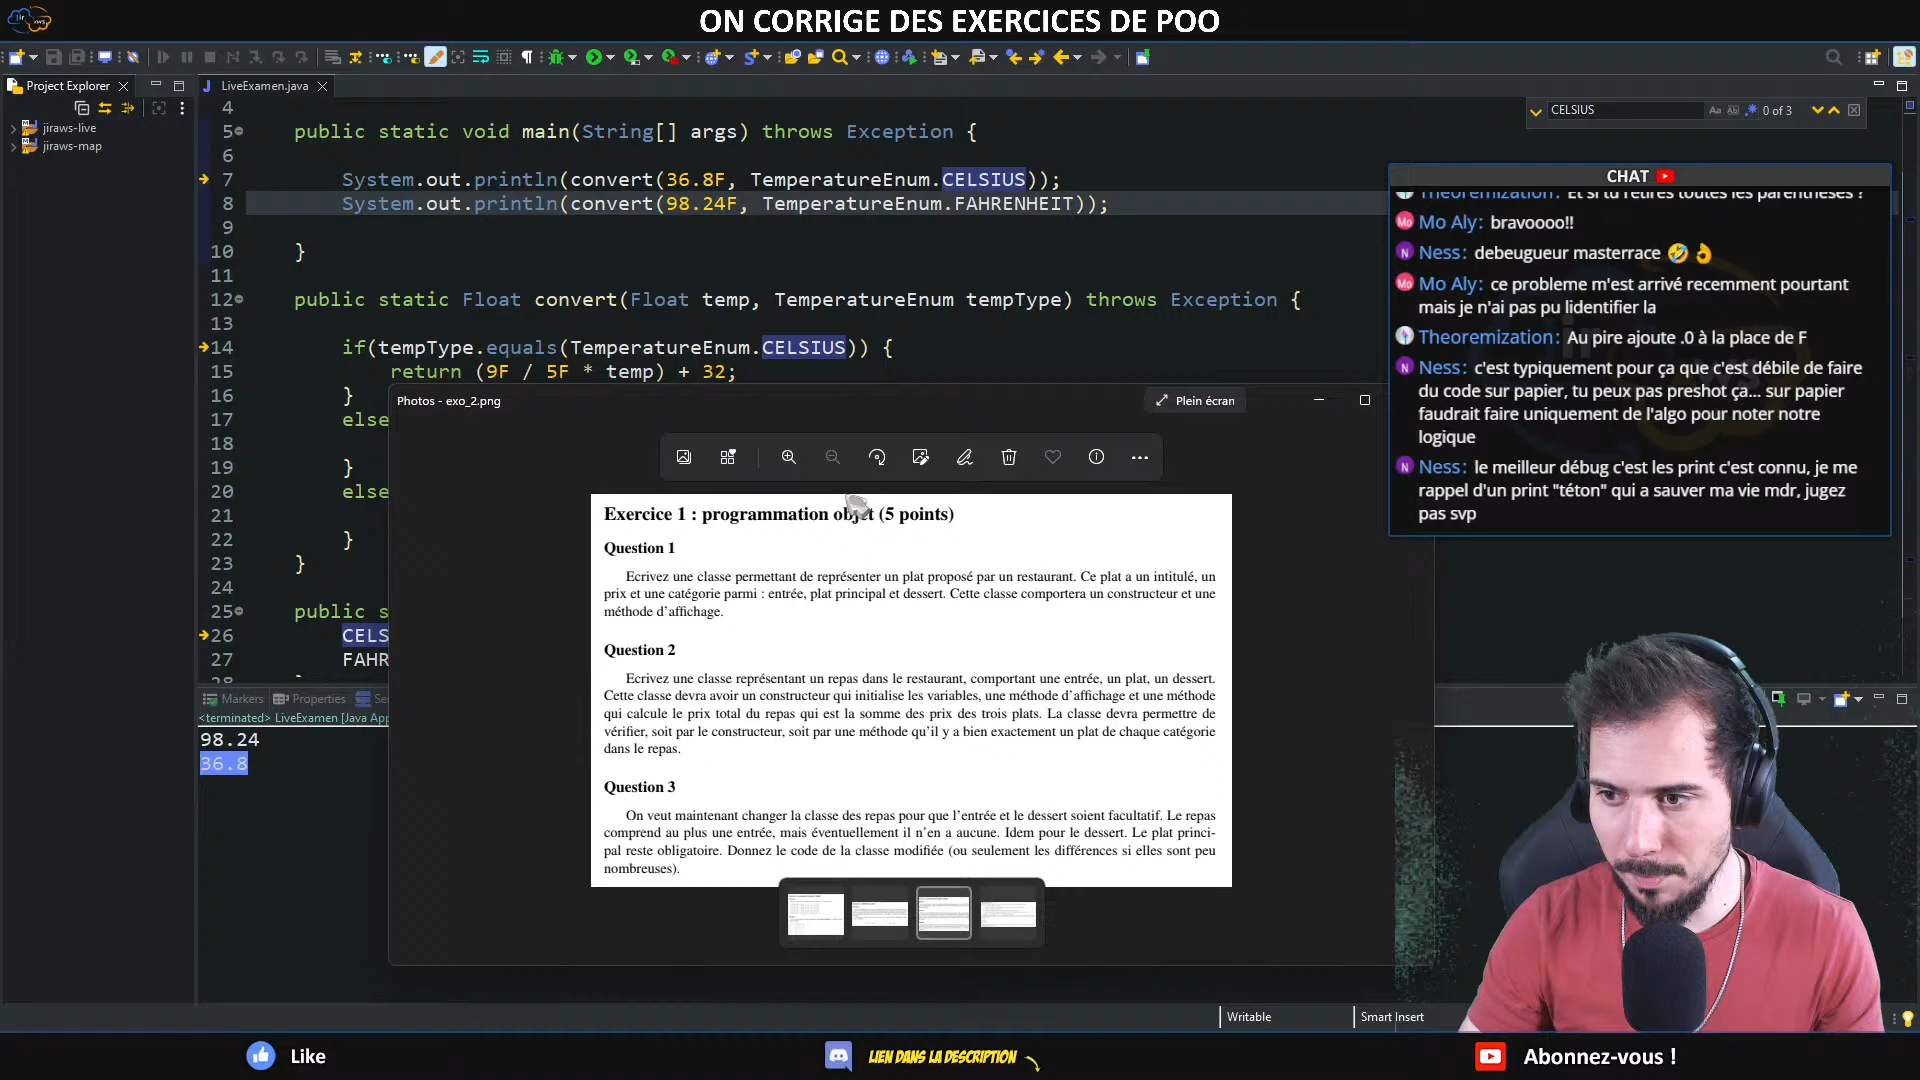 ON CORRIGE DES EXERCICES DE POO
Project Explorer
jiraws-live
jiraws-map
LiveExamen.java
CELSIUS
0 of 3
4
5 public static void main(String[] args) throws Exception {
6
7 System.out.println(convert(36.8F, TemperatureEnum.CELSIUS));
8 System.out.println(convert(98.24F, TemperatureEnum.FAHRENHEIT));
9
10 }
11
12 public static Float convert(Float temp, TemperatureEnum tempType) throws Exception {
13
14 if(tempType.equals(TemperatureEnum.CELSIUS)) {
15 return (9F / 5F * temp) + 32;
16 }
17 else
18
19 }
20 else
21
22 }
23 }
24
25 public s
26 CELS
27 FAHR
28
CHAT
Theoremization: Et si tu retires toutes les parenthèses ?
Mo Aly: bravoooo!!
Ness: debeugueur masterrace 🤣 👌
Mo Aly: ce probleme m'est arrivé recemment pourtant
mais je n'ai pas pu lidentifier la
Theoremization: Au pire ajoute .0 à la place de F
Ness: c'est typiquement pour ça que c'est débile de faire
du code sur papier, tu peux pas preshot ça... sur papier
faudrait faire uniquement de l'algo pour noter notre
logique
Ness: le meilleur débug c'est les print c'est connu, je me
rappel d'un print "téton" qui a sauver ma vie mdr, jugez
pas svp
Photos - exo_2.png
Plein écran
Exercice 1 : programmation objet (5 points)
Question 1
Ecrivez une classe permettant de représenter un plat proposé par un restaurant. Ce plat a un intitulé, un
prix et une catégorie parmi : entrée, plat principal et dessert. Cette classe comportera un constructeur et une
méthode d'affichage.
Question 2
Ecrivez une classe représentant un repas dans le restaurant, comportant une entrée, un plat, un dessert.
Cette classe devra avoir un constructeur qui initialise les variables, une méthode d'affichage et une méthode
qui calcule le prix total du repas qui est la somme des prix des trois plats. La classe devra permettre de
vérifier, soit par le constructeur, soit par une méthode qu'il y a bien exactement un plat de chaque catégorie
dans le repas.
Question 3
On veut maintenant changer la classe des repas pour que l'entrée et le dessert soient facultatif. Le repas
comprend au plus une entrée, mais éventuellement il n'en a aucune. Idem pour le dessert. Le plat princi-
pal reste obligatoire. Donnez le code de la classe modifiée (ou seulement les différences si elles sont peu
nombreuses).
Markers Properties Se
<terminated> LiveExamen [Java App
98.24
36.8
Writable
Smart Insert
Like
LIEN DANS LA DESCRIPTION
Abonnez-vous !